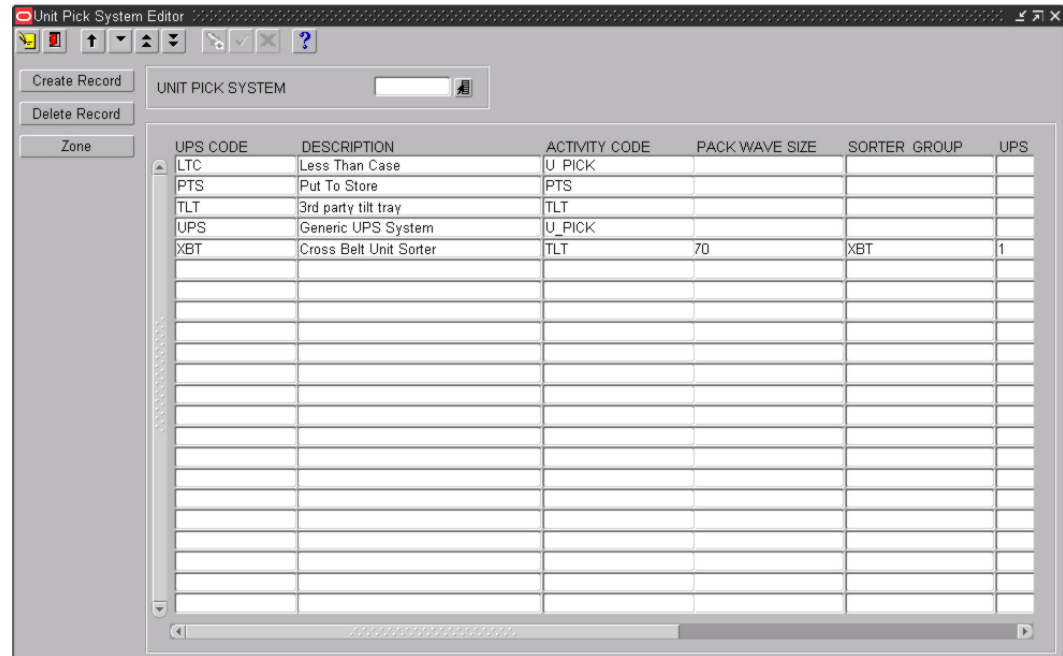 Unit Pick System Editor
?
Create Record
UNIT PICK SYSTEM
Delete Record
Zone
UPS CODE DESCRIPTION ACTIVITY CODE PACK WAVE SIZE SORTER GROUP UPS
LTC Less Than Case U_PICK
PTS Put To Store PTS
TLT 3rd party tilt tray TLT
UPS Generic UPS System U_PICK
XBT Cross Belt Unit Sorter TLT 70 XBT 1